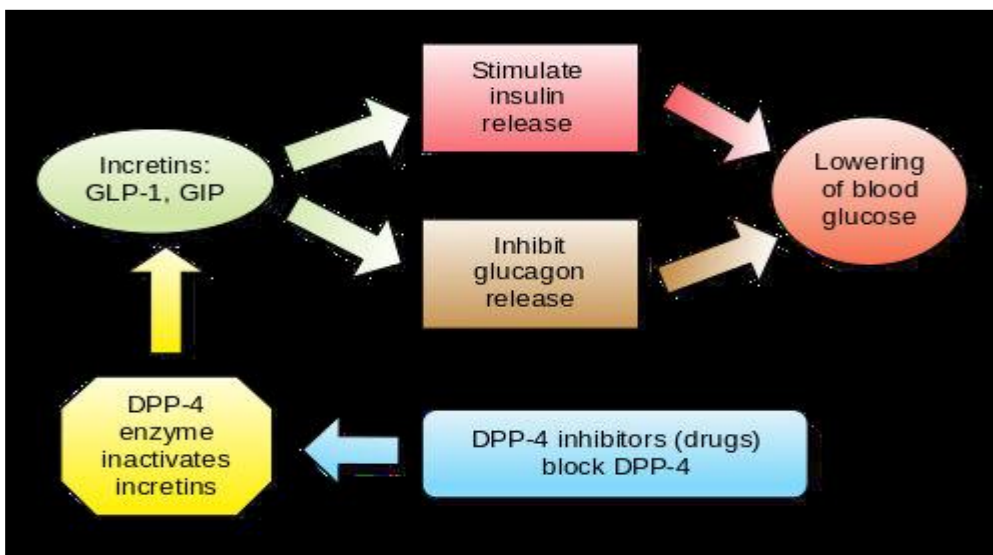 Stimulate
insulin
release
Incretins:
GLP-1, GIP
Lowering
of blood
glucose
Inhibit
glucagon
release
DPP-4
enzyme
inactivates
incretins
DPP-4 inhibitors (drugs)
block DPP-4